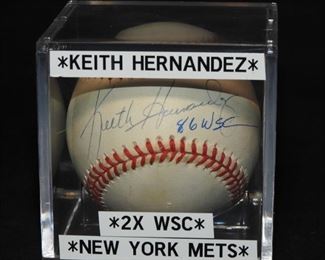 *KEITH HERNANDEZ*
Keith Hernandez
86 WSC
*2X WSC*
*NEW YORK METS*